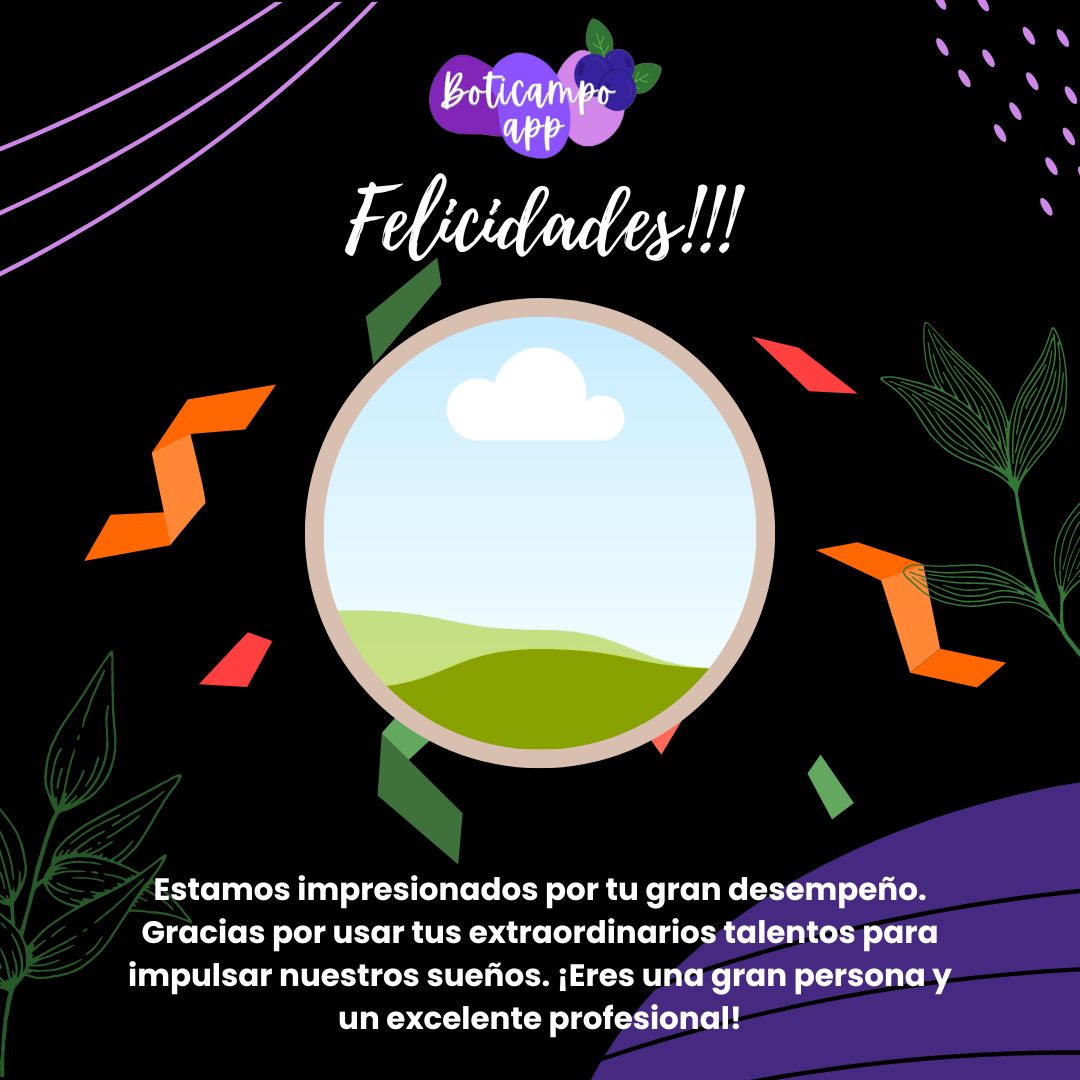 Boticampo
app
Felicidades!!!
Estamos impresionados por tu gran desempeño.
Gracias por usar tus extraordinarios talentos para
impulsar nuestros sueños. ¡Eres una gran persona y
un excelente profesional!